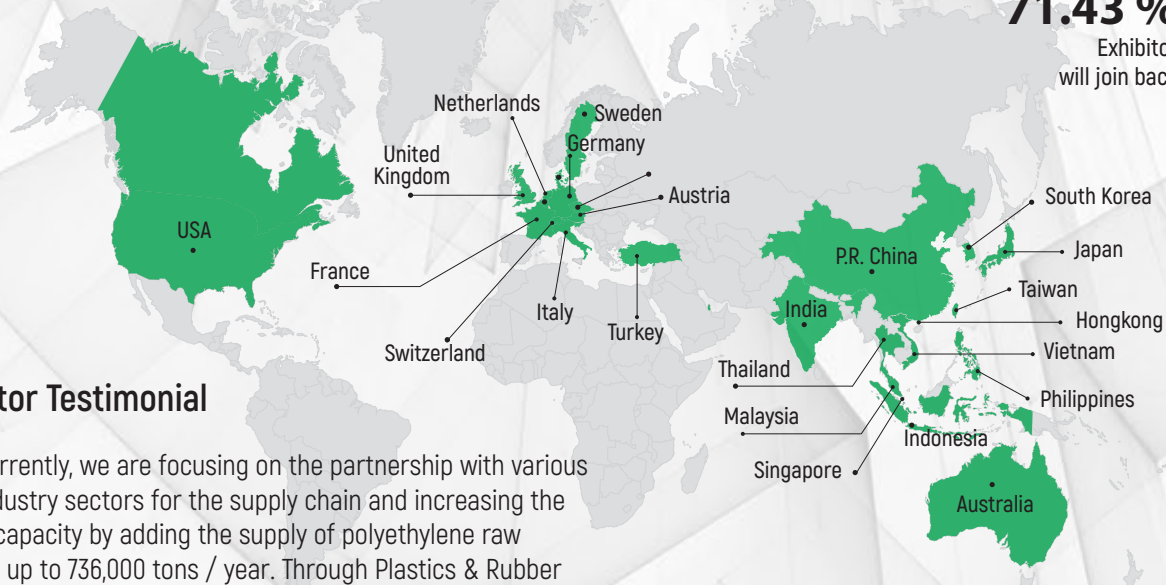 71.43 %
Exhibito
will join bac
Netherlands
Sweden
Germany
United
Kingdom
Austria
South Korea
USA
Japan
P.R. China
France
Taiwan
India
Italy
Hongkong
Turkey
Switzerland
Vietnam
Thailand
Philippines
tor Testimonial
Malaysia
Indonesia
Singapore
Australia
rrently, we are focusing on the partnership with various
dustry sectors for the supply chain and increasing the
capacity by adding the supply of polyethylene raw
up to 736,000 tons / year. Through Plastics & Rubber